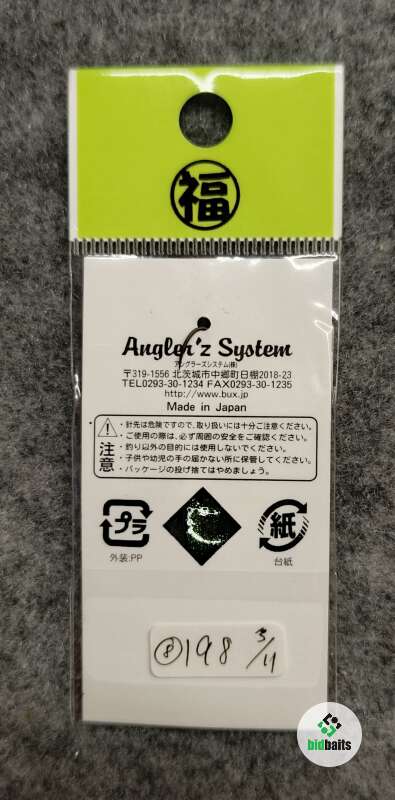 福
Angler'z System
アングラーズシステム(株)
〒319-1556 北茨城市中郷町日棚2018-23
TEL0293-30-1234 FAX0293-30-1235
http://www.bux.jp
Made in Japan
注意
・針先は危険ですので、取り扱いには十分ご注意ください。
・ご使用の際は、必ず周囲の安全をご確認ください。
・釣り以外の目的には使用しないでください。
・子供や幼児の手の届かない所に保管してください。
・パッケージの投げ捨てはやめましょう。
プラ
外装:PP
紙
台紙
⑧198 3/11
bidbaits